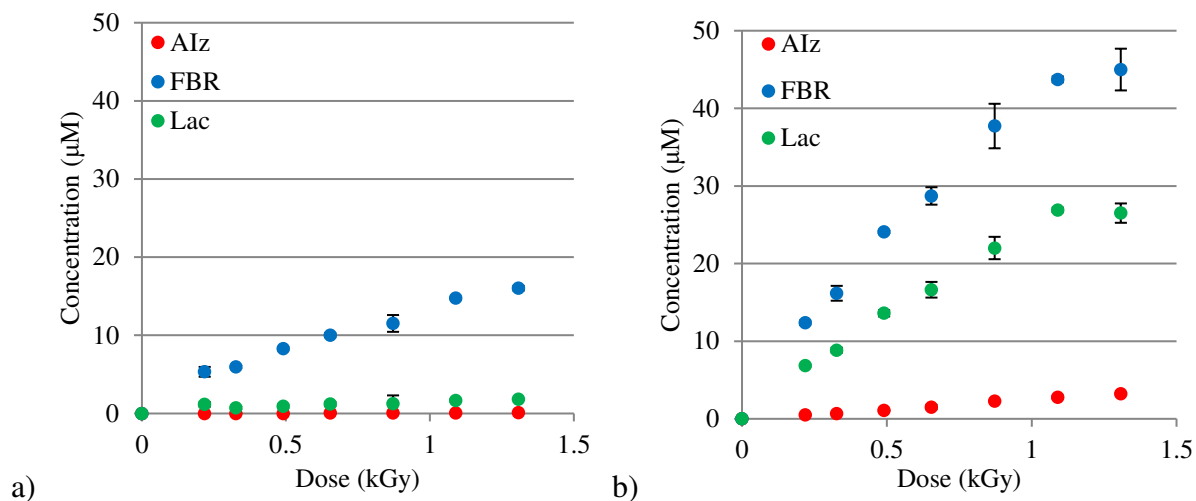 50
40
30
20
10
0
Concentration (µM)
AIz
FBR
Lac
0
0.5
1
1.5
Dose (kGy)
a)
50
40
30
20
10
0
Concentration (µM)
AIz
FBR
Lac
0
0.5
1
1.5
Dose (kGy)
b)